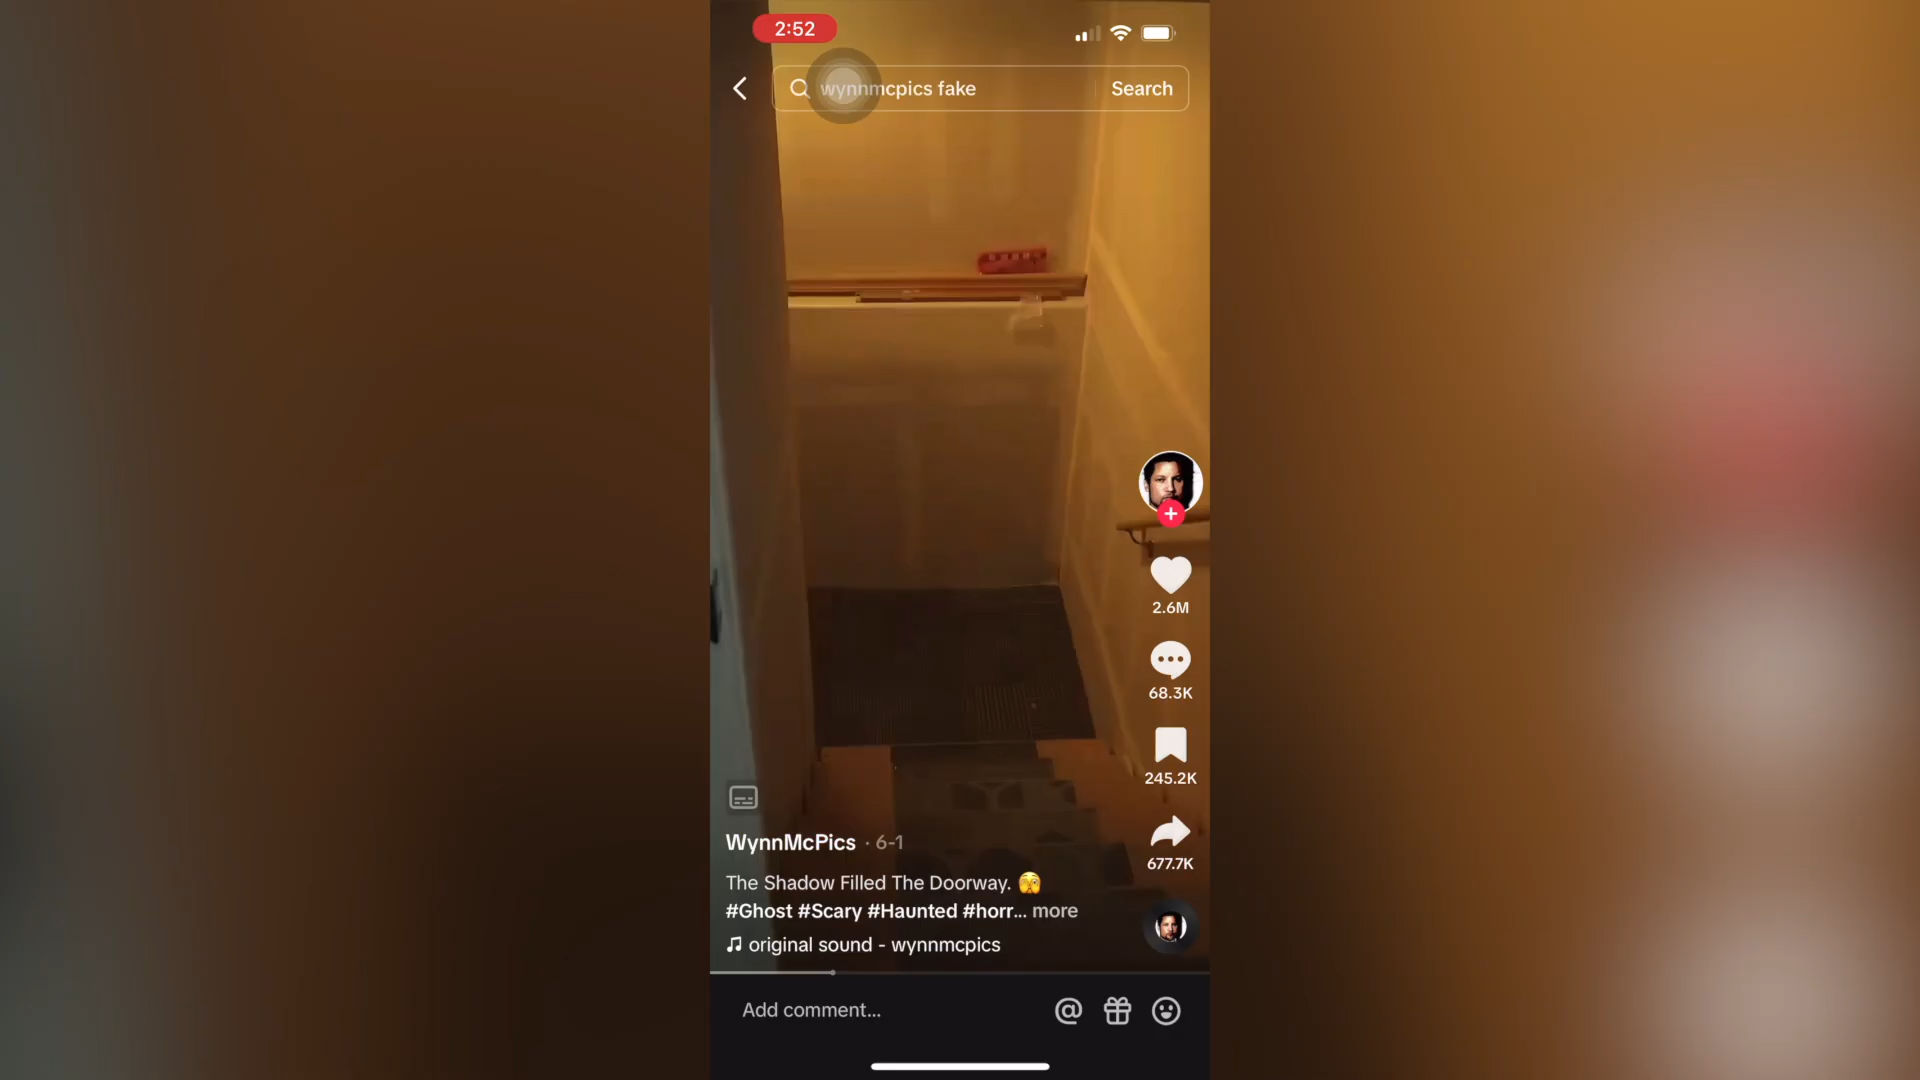 2:52
wynnmcpics fake
Search
2.6M
68.3K
245.2K
677.7K
WynnMcPics · 6-1
The Shadow Filled The Doorway. 🫣
#Ghost #Scary #Haunted #horr... more
original sound - wynnmcpics
Add comment...